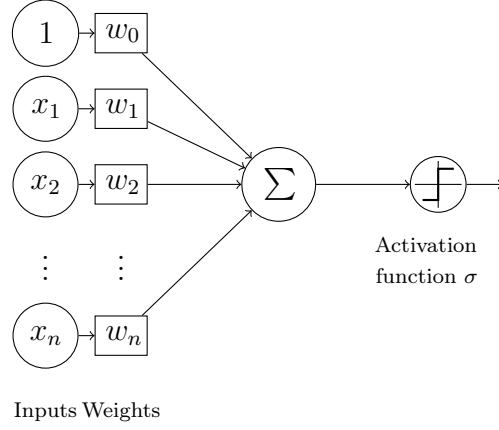 1 w₀
x₁ w₁
x₂ w₂
∑
Activation
function σ
⋮ ⋮
xₙ wₙ
Inputs Weights